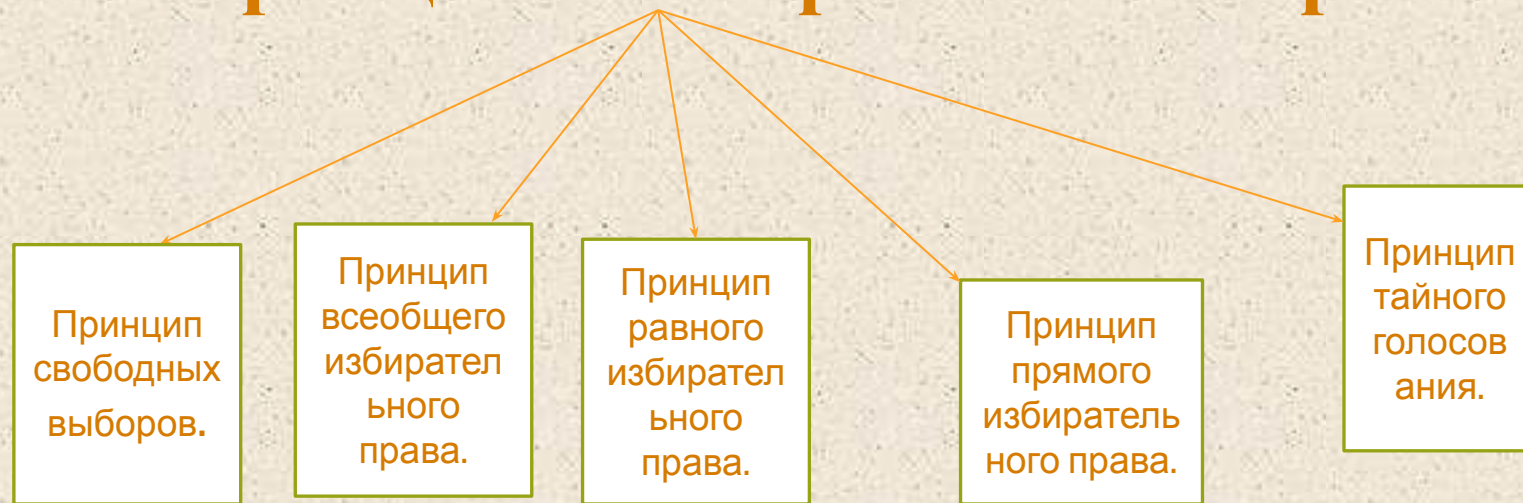 Принцип
свободных
выборов.
Принцип
всеобщего
избирател
ьного
права.
Принцип
равного
избирател
ьного
права.
Принцип
прямого
избиратель
ного права.
Принцип
тайного
голосов
ания.